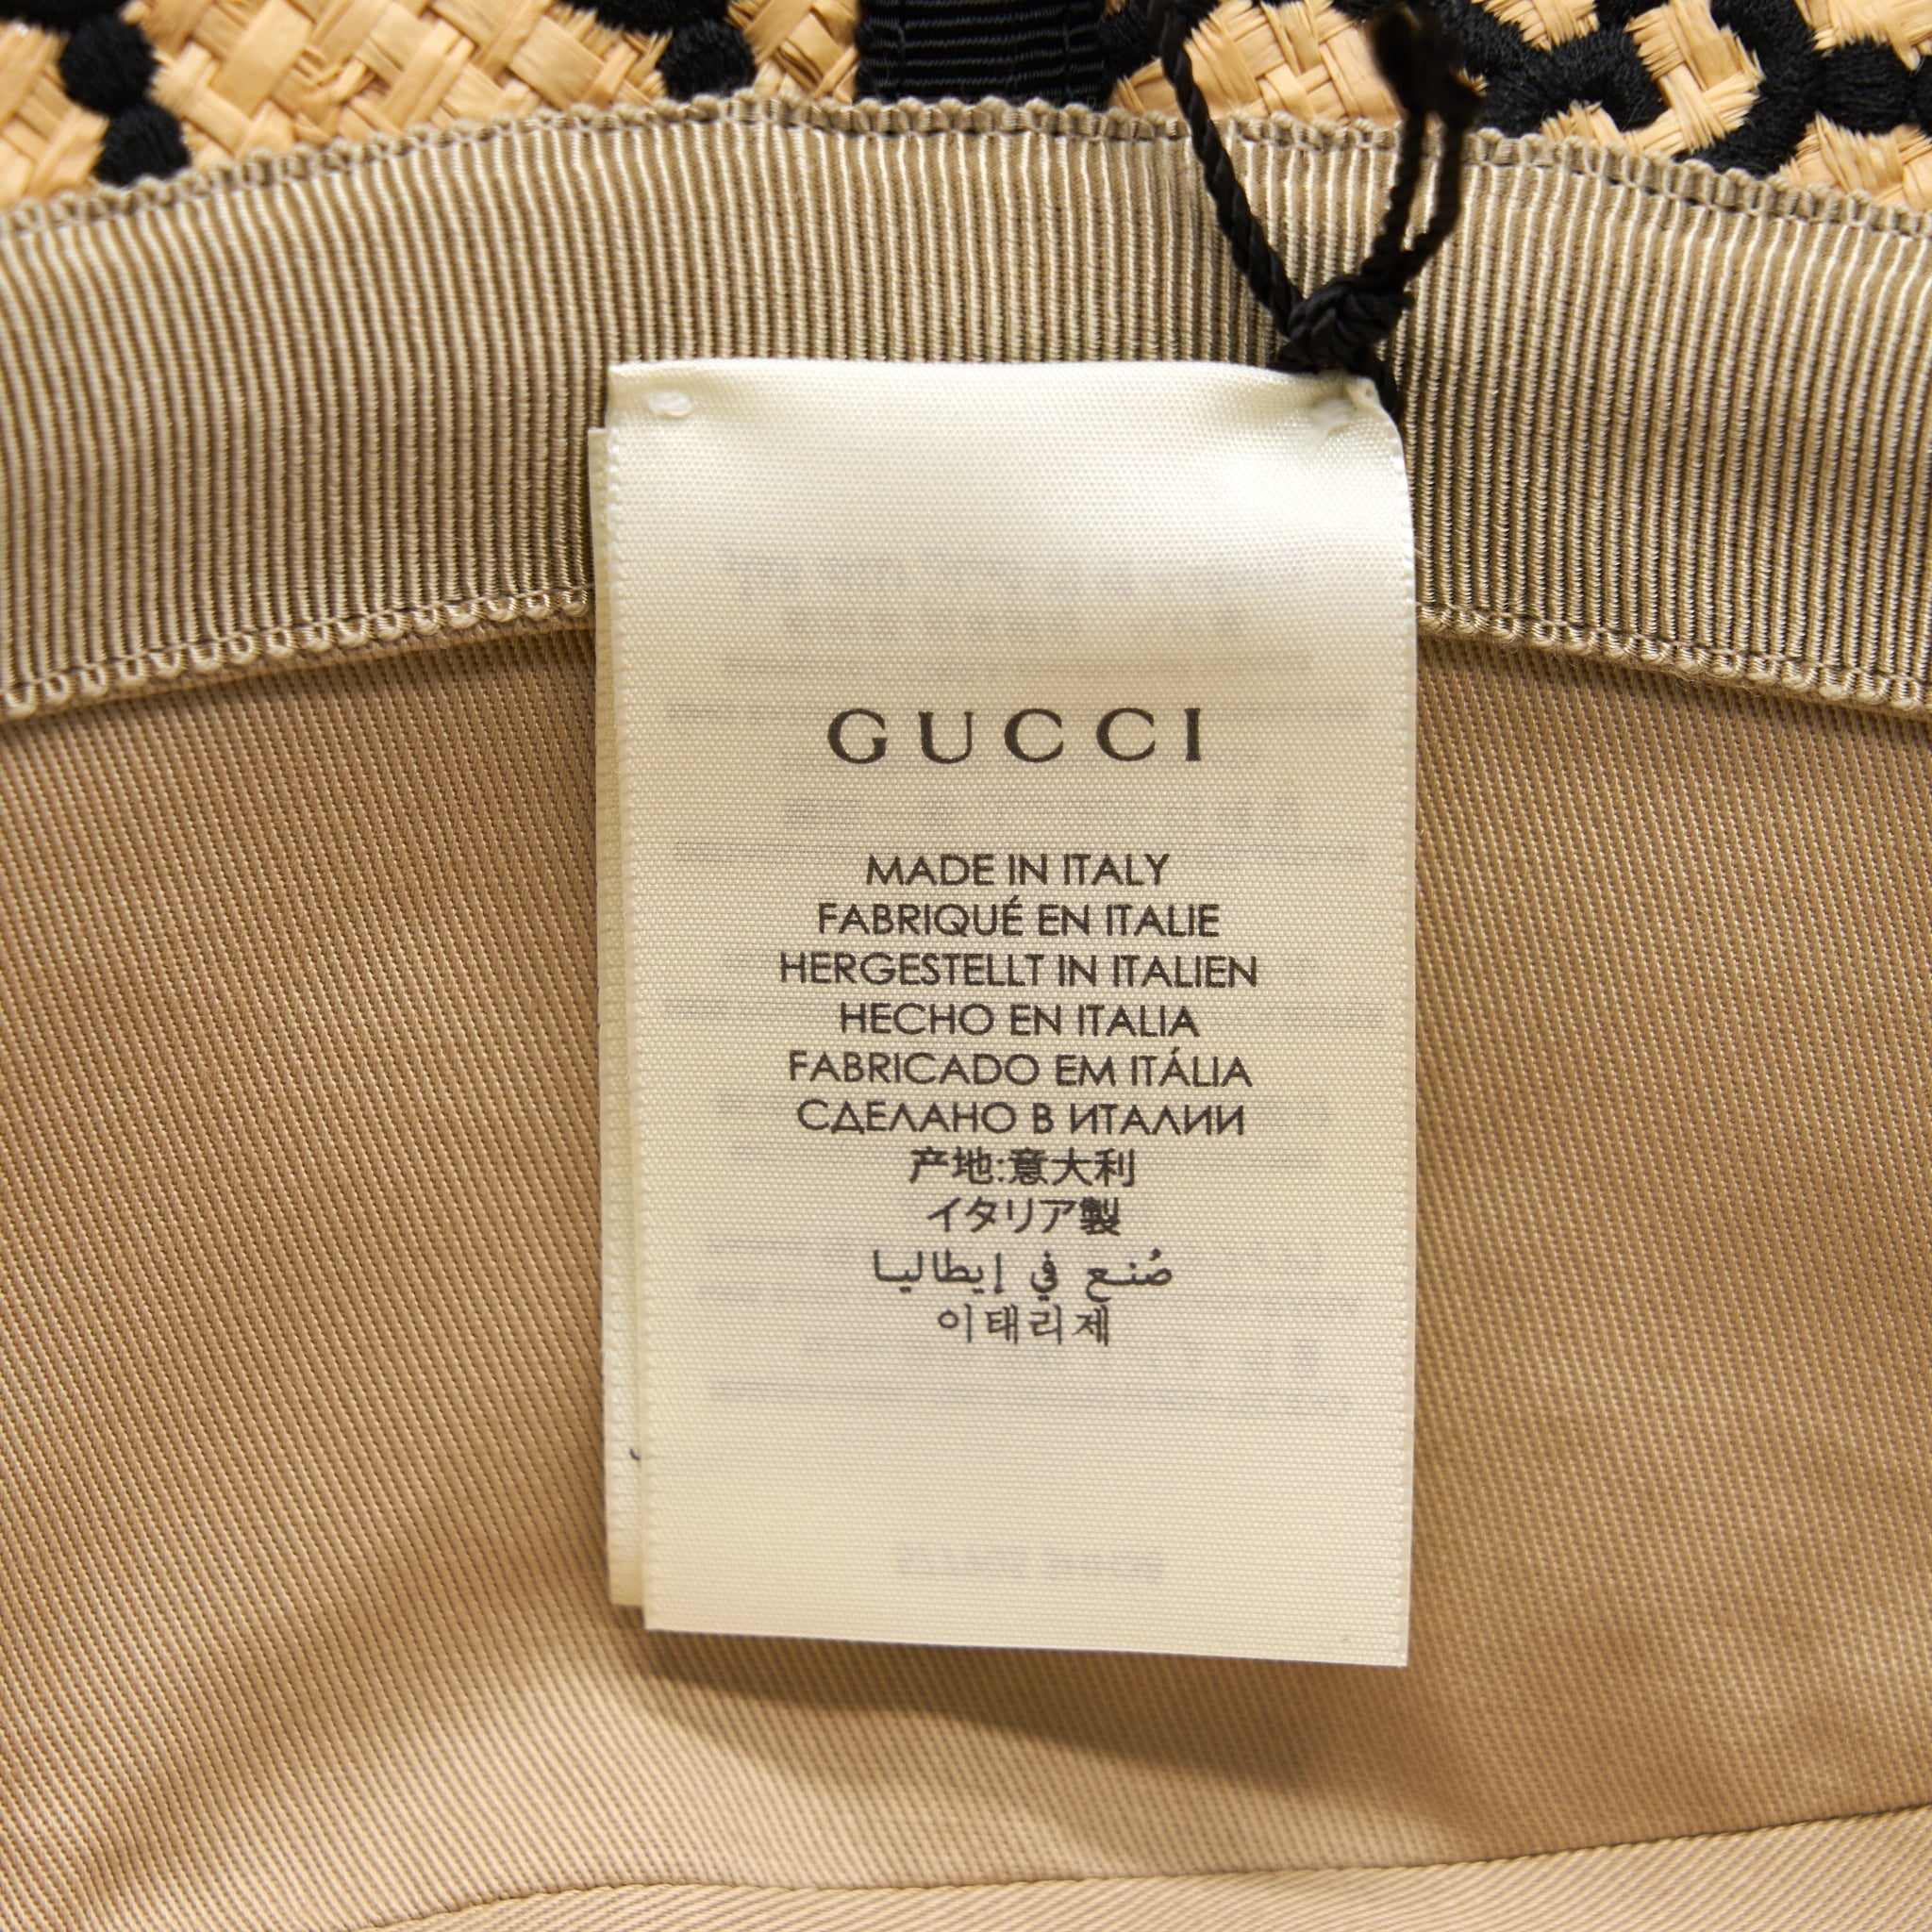 GUCCI
MADE IN ITALY
FABRIQUÉ EN ITALIE
HERGESTELLT IN ITALIEN
HECHO EN ITALIA
FABRICADO EM ITÁLIA
СДЕЛАНО В ИТАЛИИ
产地:意大利
イタリア製
صُنع في إيطاليا
이태리제